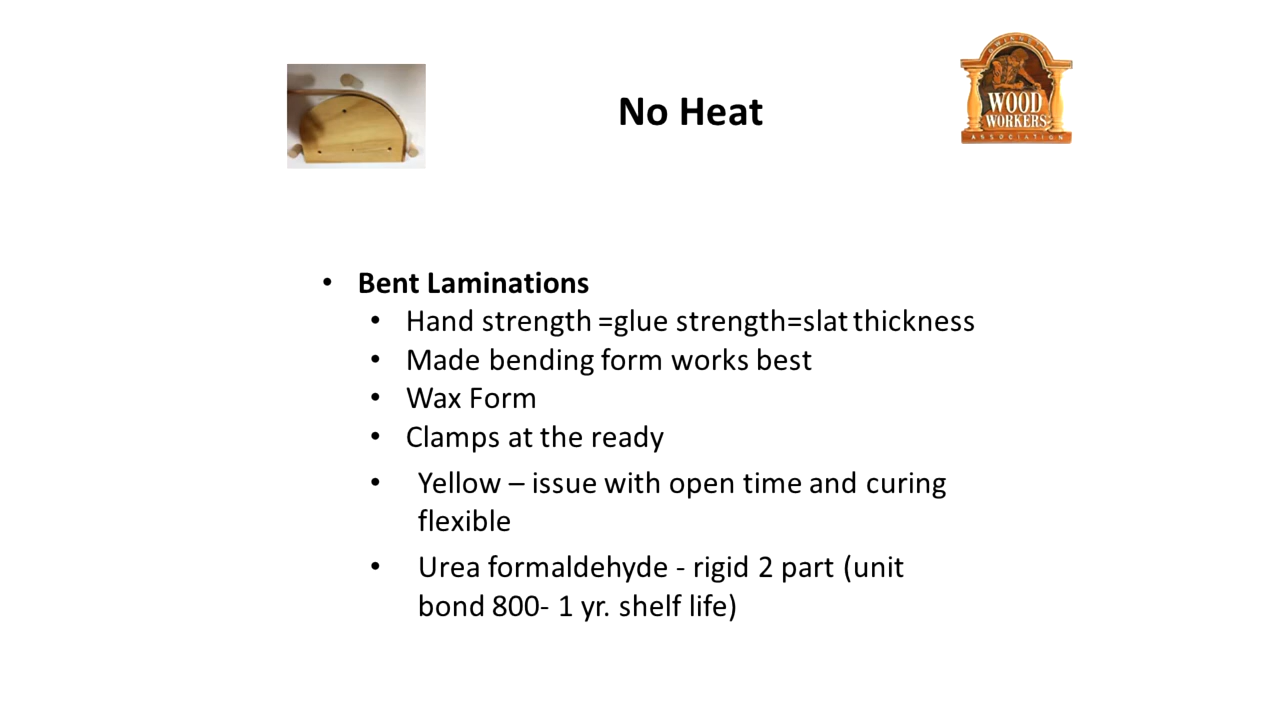 No Heat
GWINNETT
WOOD
WORKERS
ASSOCIATION
• Bent Laminations
• Hand strength =glue strength=slat thickness
• Made bending form works best
• Wax Form
• Clamps at the ready
• Yellow – issue with open time and curing
flexible
• Urea formaldehyde - rigid 2 part (unit
bond 800- 1 yr. shelf life)